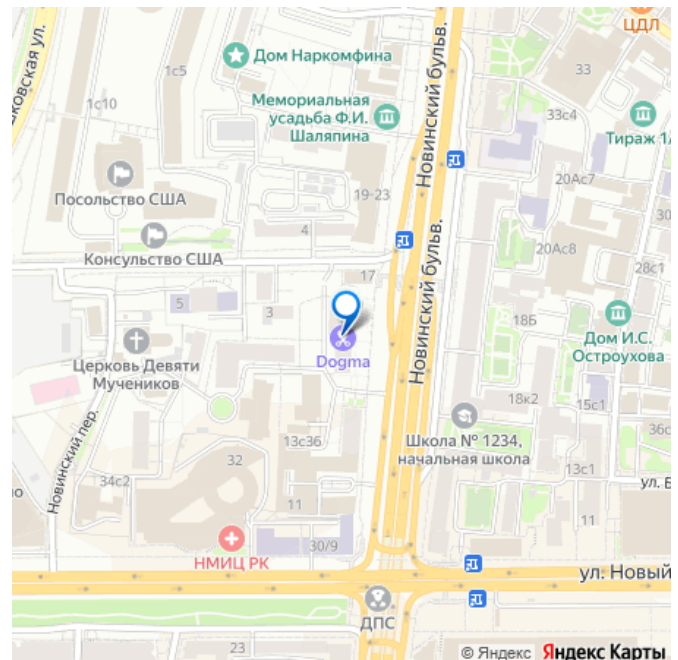 ЦДЛ
Дом Наркомфина
1с5
33
1с10
Мемориальная
усадьба Ф.И.
Шаляпина
33с4
Тираж 1/
Новинский бульв.
20Ас7
Посольство США
19-23
30
4
20Ас8
Консульство США
28с1
17
Новинский бульв.
5
3
18Б
Dogma
Дом И.С.
Остроухова
Церковь Девяти
Мучеников
18к2
15с1
Новинский пер.
13с36
Школа № 1234,
начальная школа
36с
32
13с1
34с2
ул. Б
11
11
30/9
НМИЦ РК
ул. Новый
ДПС
23
© Яндекс Яндекс Карты